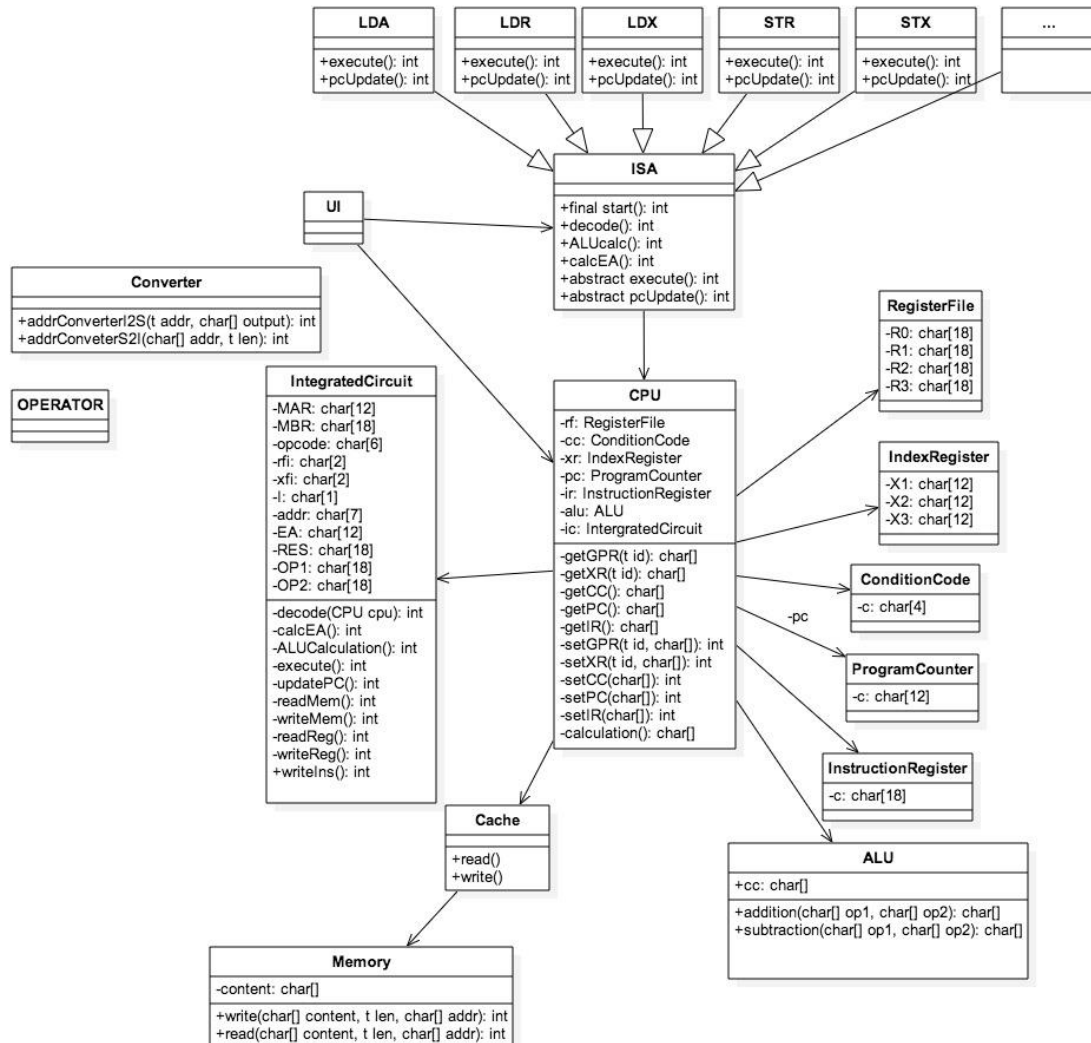 LDA
+execute(): int
+pcUpdate(): int
LDR
+execute(): int
+pcUpdate(): int
LDX
+execute(): int
+pcUpdate(): int
STR
+execute(): int
+pcUpdate(): int
STX
+execute(): int
+pcUpdate(): int
...
ISA
+final start(): int
+decode(): int
+ALUcalc(): int
+calcEA(): int
+abstract execute(): int
+abstract pcUpdate(): int
UI
Converter
+addrConverterI2S(t addr, char[] output): int
+addrConveterS2I(char[] addr, t len): int
OPERATOR
IntegratedCircuit
-MAR: char[12]
-MBR: char[18]
-opcode: char[6]
-rfi: char[2]
-xfi: char[2]
-I: char[1]
-addr: char[7]
-EA: char[12]
-RES: char[18]
-OP1: char[18]
-OP2: char[18]
-decode(CPU cpu): int
-calcEA(): int
-ALUCalculation(): int
-execute(): int
-updatePC(): int
-readMem(): int
-writeMem(): int
-readReg(): int
-writeReg(): int
+writeIns(): int
CPU
-rf: RegisterFile
-cc: ConditionCode
-xr: IndexRegister
-pc: ProgramCounter
-ir: InstructionRegister
-alu: ALU
-ic: IntergratedCircuit
-getGPR(t id): char[]
-getXR(t id): char[]
-getCC(): char[]
-getPC(): char[]
-getIR(): char[]
-setGPR(t id, char[]): int
-setXR(t id, char[]): int
-setCC(char[]): int
-setPC(char[]): int
-setIR(char[]): int
-calculation(): char[]
RegisterFile
-R0: char[18]
-R1: char[18]
-R2: char[18]
-R3: char[18]
IndexRegister
-X1: char[12]
-X2: char[12]
-X3: char[12]
ConditionCode
-c: char[4]
-pc
ProgramCounter
-c: char[12]
InstructionRegister
-c: char[18]
Cache
+read()
+write()
ALU
+cc: char[]
+addition(char[] op1, char[] op2): char[]
+subtraction(char[] op1, char[] op2): char[]
Memory
-content: char[]
+write(char[] content, t len, char[] addr): int
+read(char[] content, t len, char[] addr): int